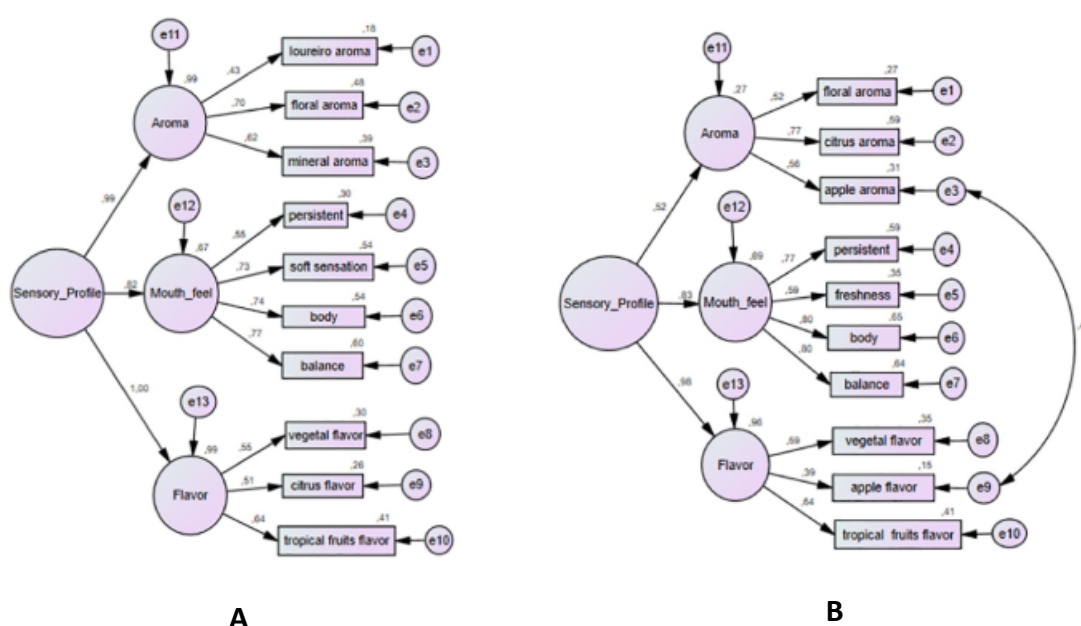 e11
,99
Aroma
,43
,70
,62
,18
loureiro aroma
e1
,48
floral aroma
e2
,39
mineral aroma
e3
,99
e12
,67
Sensory_Profile
,82
Mouth_feel
,55
,73
,74
,77
,30
persistent
e4
,54
soft sensation
e5
,54
body
e6
,60
balance
e7
1,00
e13
,99
Flavor
,55
,51
,64
,30
vegetal flavor
e8
,26
citrus flavor
e9
,41
tropical fruits flavor
e10
A
e11
,27
Aroma
,52
,77
,56
,27
floral aroma
e1
,59
citrus aroma
e2
,31
apple aroma
e3
,52
e12
Sensory_Profile
,83
Mouth_feel
,77
,59
,80
,80
,59
persistent
e4
,35
freshness
e5
,65
body
e6
,64
balance
e7
,98
e13
,96
Flavor
,59
,39
,64
,35
vegetal flavor
e8
,15
apple flavor
e9
,41
tropical fruits flavor
e10
B